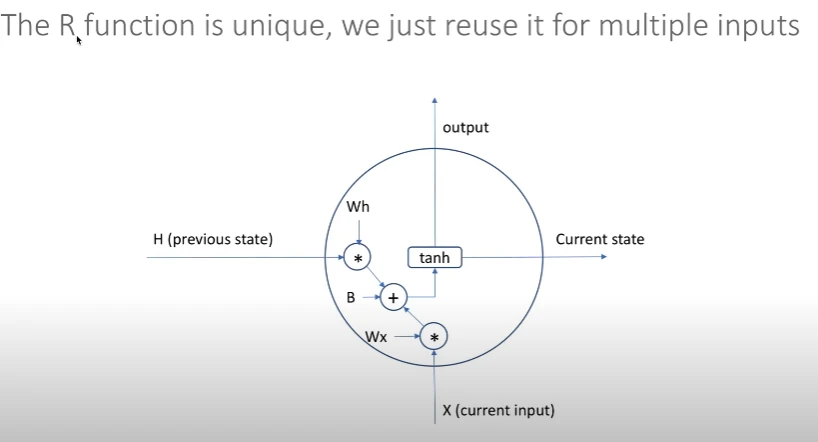 The R function is unique, we just reuse it for multiple inputs
output
Wh
H (previous state)
Current state
*
tanh
B
+
Wx
*
X (current input)